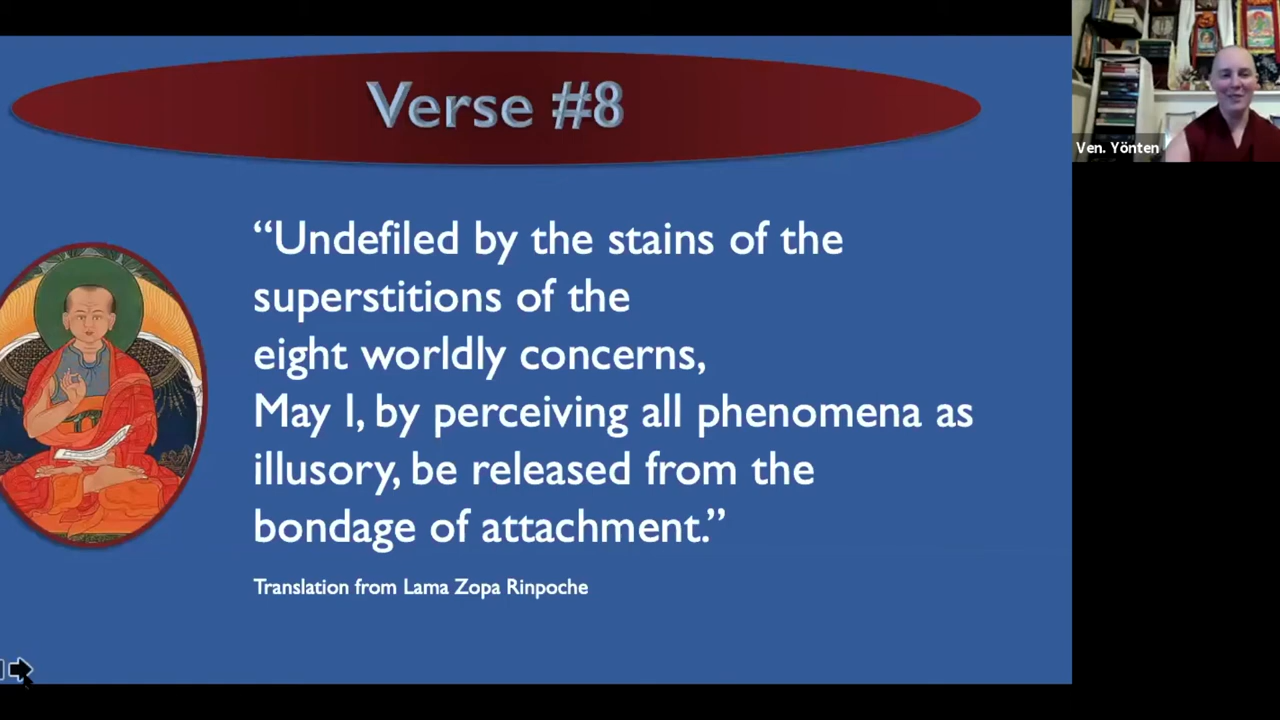 Verse #8
“Undefiled by the stains of the
superstitions of the
eight worldly concerns,
May I, by perceiving all phenomena as
illusory, be released from the
bondage of attachment.”
Translation from Lama Zopa Rinpoche
Ven. Yönten